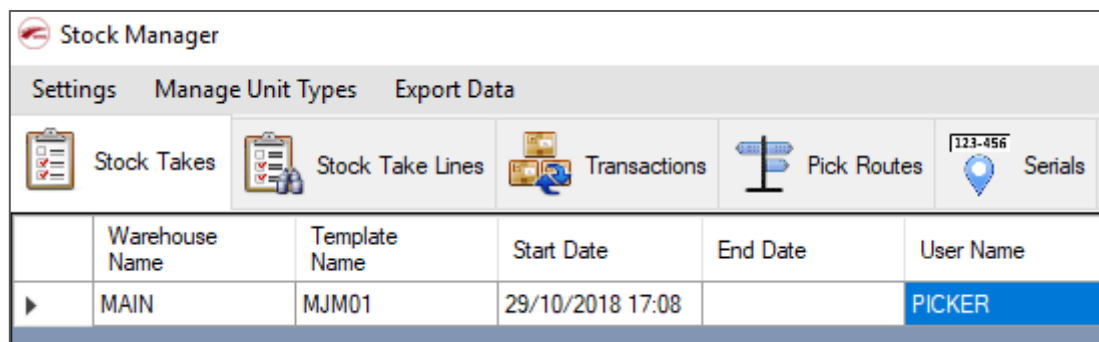 Stock Manager
Settings Manage Unit Types Export Data
Stock Takes Stock Take Lines Transactions Pick Routes 123-456 Serials
Warehouse Name Template Name Start Date End Date User Name
MAIN MJM01 29/10/2018 17:08 PICKER